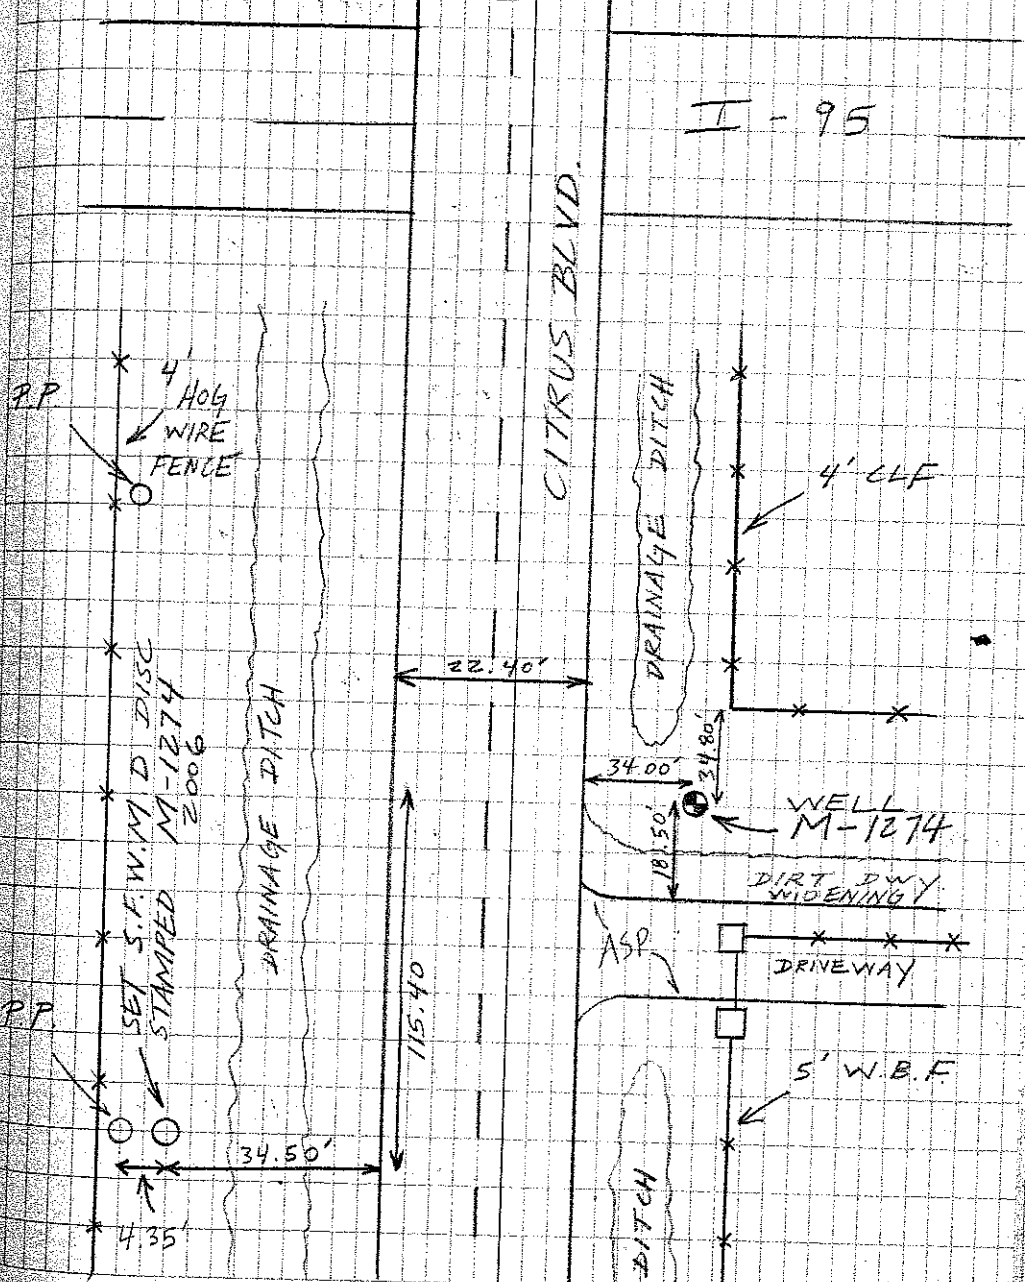 I - 95
CITRUS BLVD.
P.P.
4'
HOG
WIRE
FENCE
DRAINAGE DITCH
4' CLF
22.40'
SET S.F.W.M.D DISC
STAMPED M-1274
2006
DRAINAGE DITCH
34.00'
34.80'
WELL
M-1274
DIRT DWY
WIDENING
ASP
DRIVEWAY
115.40
P.P.
5' W.B.F.
34.50'
4.35'
DITCH